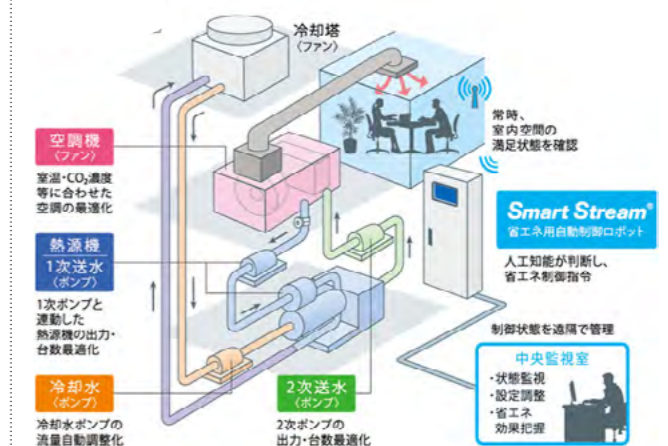 冷却塔
〈ファン〉
常時、
室内空間の
満足状態を確認
空調機
〈ファン〉
室温・CO₂濃度
等に合わせた
空調の最適化
Smart Stream®
省エネ用自動制御ロボット
人工知能が判断し、
省エネ制御指令
熱源機
1次送水
〈ポンプ〉
1次ポンプと
連動した
熱源機の出力・
台数最適化
制御状態を遠隔で管理
中央監視室
・状態監視
・設定調整
・省エネ
効果把握
冷却水
〈ポンプ〉
冷却水ポンプの
流量自動調整化
2次送水
〈ポンプ〉
2次ポンプの
出力・台数最適化